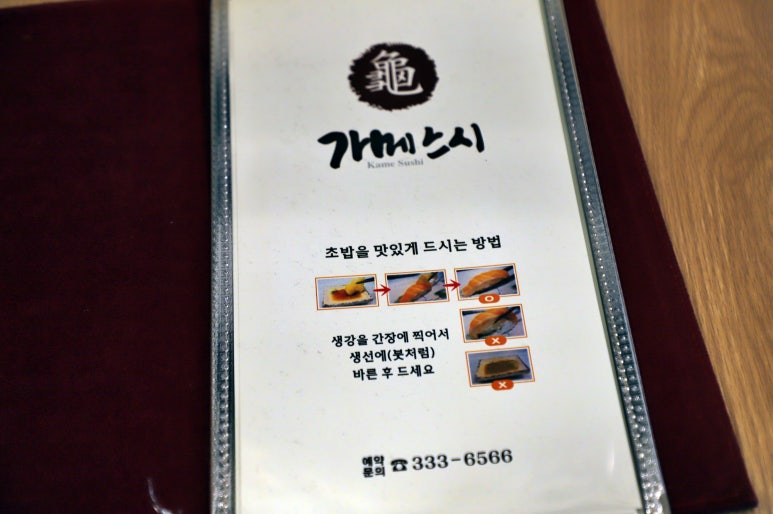 龜
가메스시
Kame Sushi
초밥을 맛있게 드시는 방법
O
X
생강을 간장에 찍어서
생선에(붓처럼)
바른 후 드세요
X
예약
문의 ☎ 333-6566